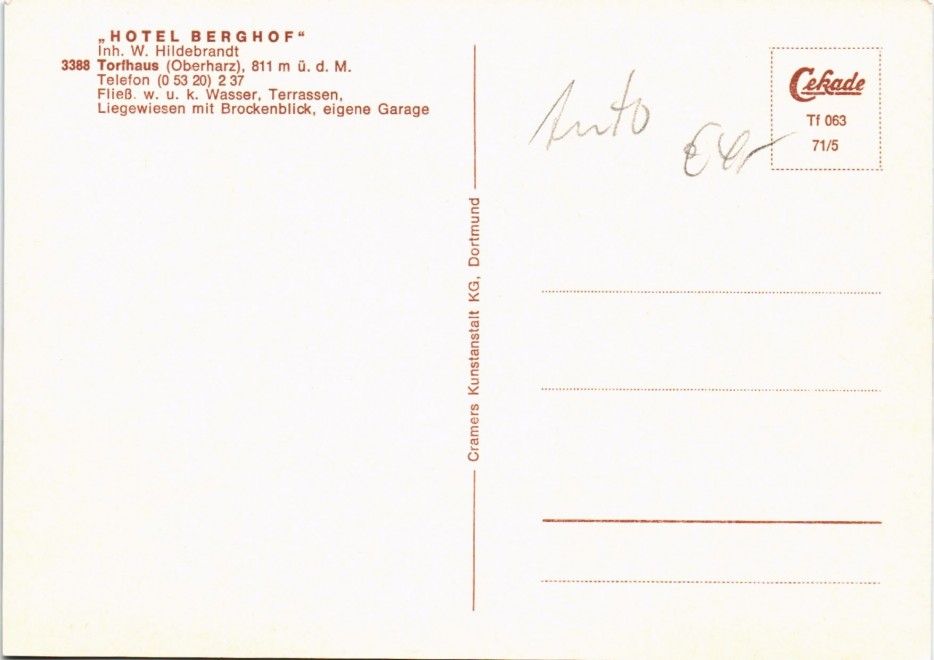 „HOTEL BERGHOF“
Inh. W. Hildebrandt
3388 Torfhaus (Oberharz), 811 m ü. d. M.
Telefon (0 53 20) 2 37
Fließ. w. u. k. Wasser, Terrassen,
Liegewiesen mit Brockenblick, eigene Garage
Cramers Kunstanstalt KG, Dortmund
Auto
Cekade
Tf 063
71/5